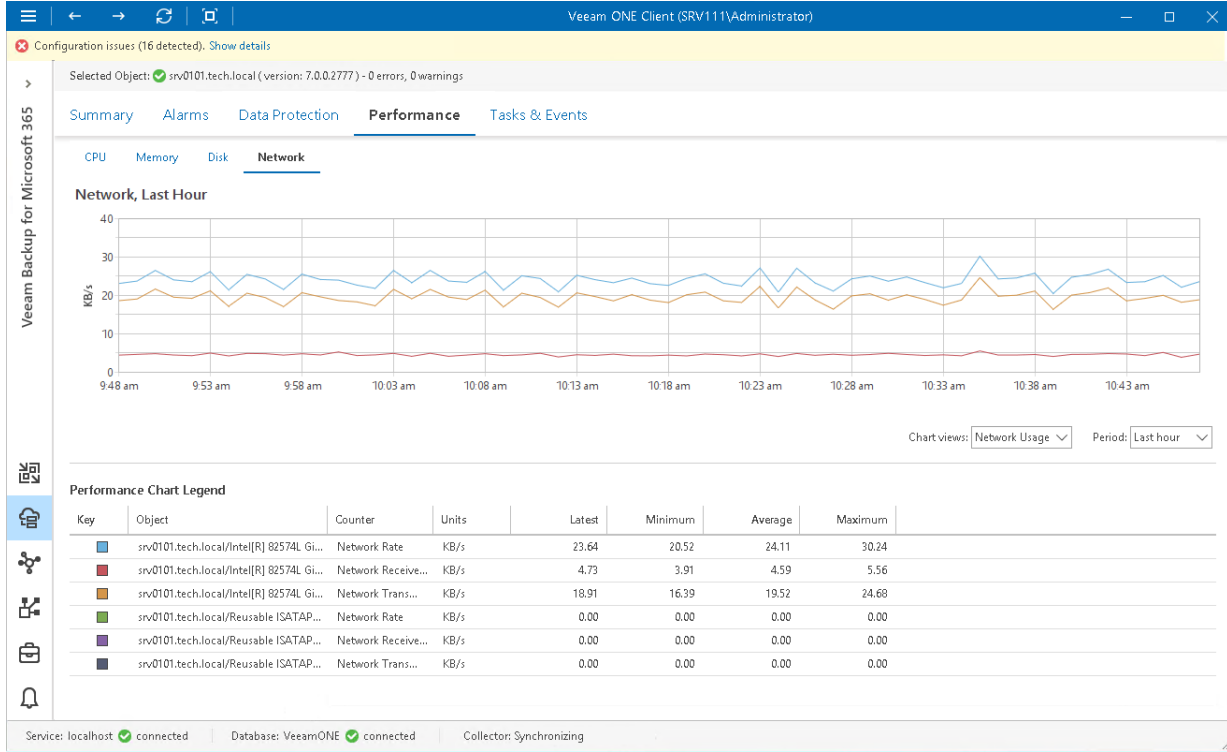 Veeam ONE Client (SRV111\Administrator)
Configuration issues (16 detected). Show details
Veeam Backup for Microsoft 365
Selected Object: srv0101.tech.local ( version: 7.0.0.2777 ) - 0 errors, 0 warnings
Summary Alarms Data Protection Performance Tasks & Events
CPU Memory Disk Network
Network, Last Hour
KB/s
40
30
20
10
0
9:48 am 9:53 am 9:58 am 10:03 am 10:08 am 10:13 am 10:18 am 10:23 am 10:28 am 10:33 am 10:38 am 10:43 am
Chart views: Network Usage Period: Last hour
Performance Chart Legend
Key Object Counter Units Latest Minimum Average Maximum
srv0101.tech.local/Intel[R] 82574L Gi... Network Rate KB/s 23.64 20.52 24.11 30.24
srv0101.tech.local/Intel[R] 82574L Gi... Network Receive... KB/s 4.73 3.91 4.59 5.56
srv0101.tech.local/Intel[R] 82574L Gi... Network Trans... KB/s 18.91 16.39 19.52 24.68
srv0101.tech.local/Reusable ISATAP... Network Rate KB/s 0.00 0.00 0.00 0.00
srv0101.tech.local/Reusable ISATAP... Network Receive... KB/s 0.00 0.00 0.00 0.00
srv0101.tech.local/Reusable ISATAP... Network Trans... KB/s 0.00 0.00 0.00 0.00
Service: localhost connected Database: VeeamONE connected Collector: Synchronizing